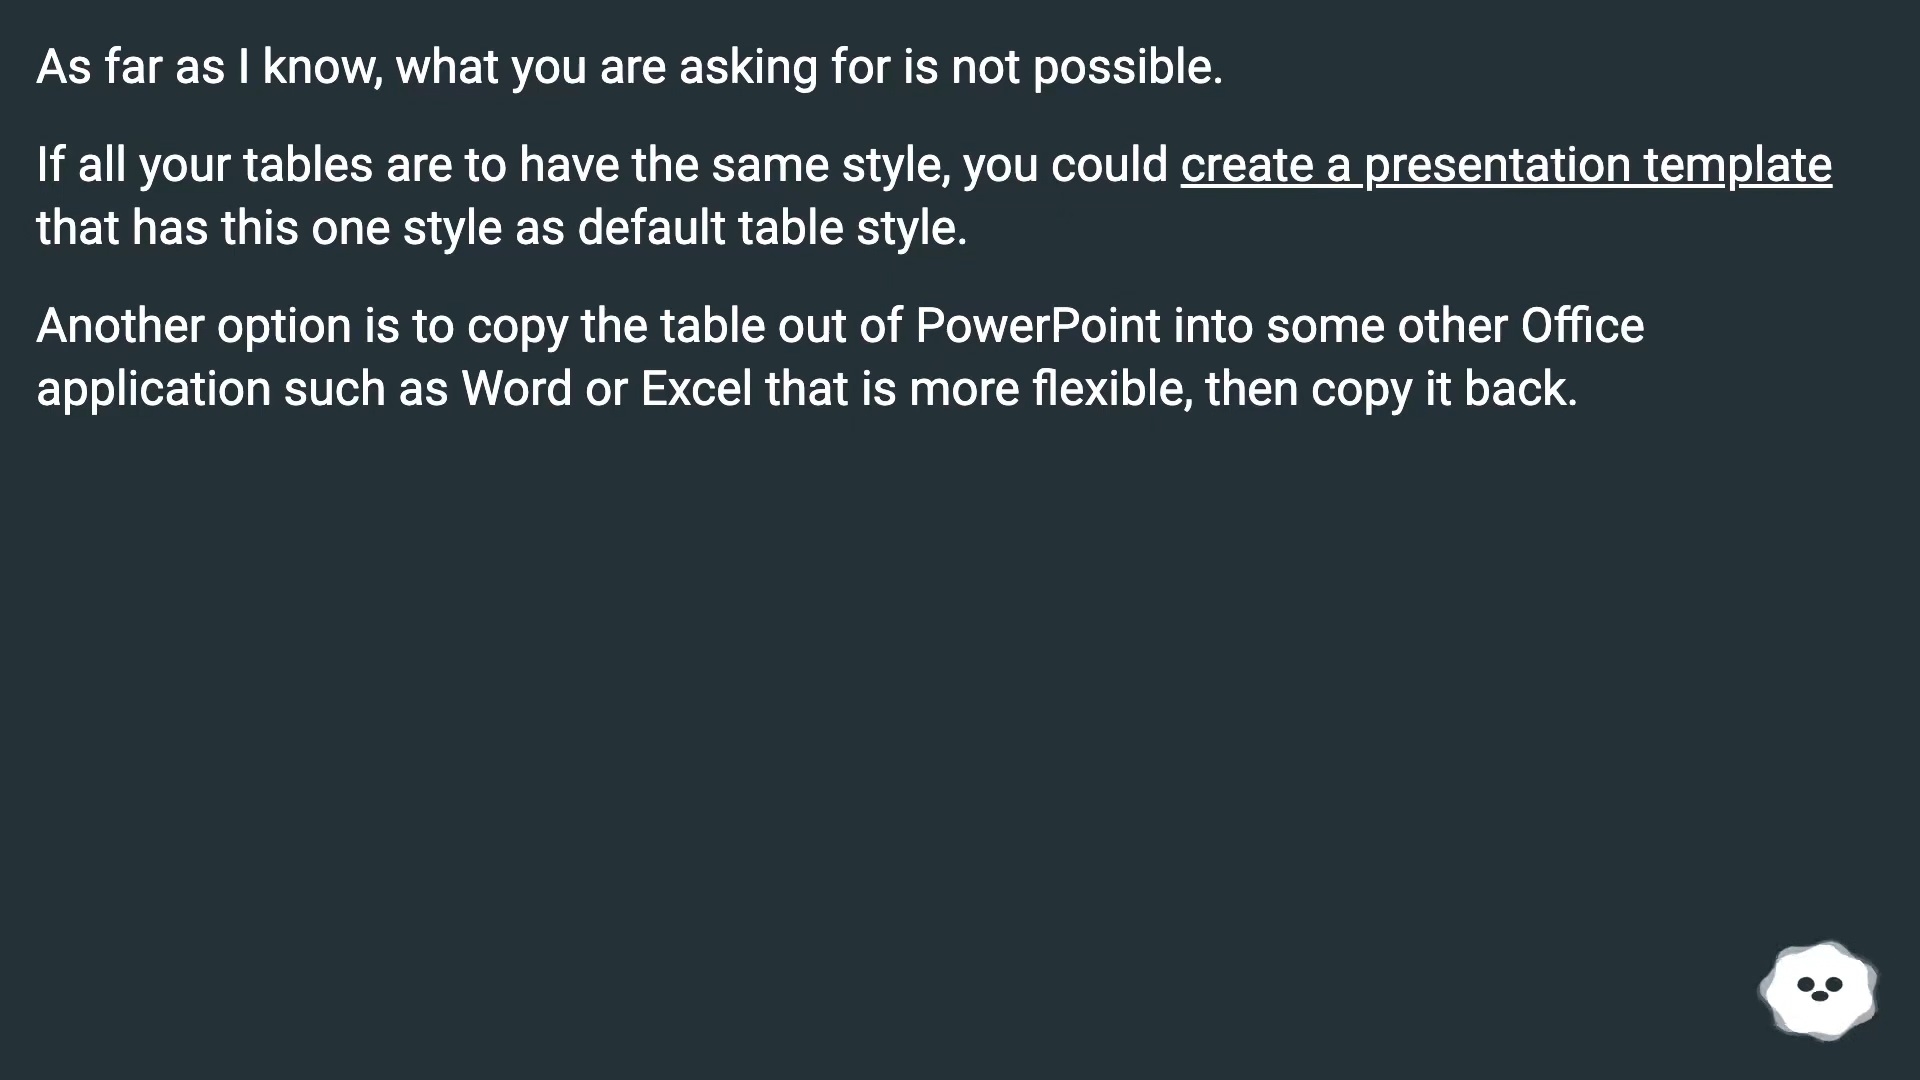 As far as I know, what you are asking for is not possible.
If all your tables are to have the same style, you could create a presentation template
that has this one style as default table style.
Another option is to copy the table out of PowerPoint into some other Office
application such as Word or Excel that is more flexible, then copy it back.